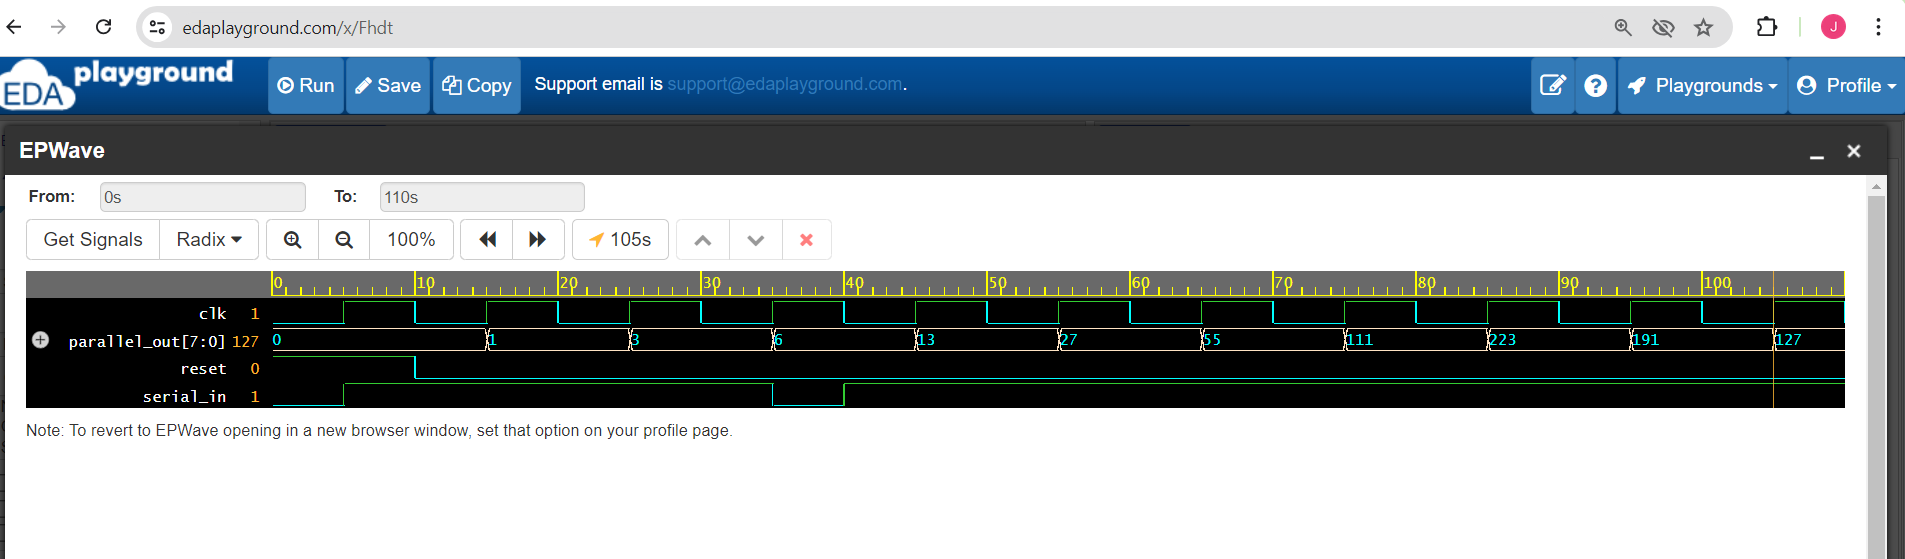 edaplayground.com/x/Fhdt
J
EDA playground
Run
Save
Copy
Support email is support@edaplayground.com.
Playgrounds
Profile
EPWave
From: 0s To: 110s
Get Signals Radix 100% 105s
0 10 20 30 40 50 60 70 80 90 100
clk 1
parallel_out[7:0] 127 0 1 3 6 13 27 55 111 223 191 127
reset 0
serial_in 1
Note: To revert to EPWave opening in a new browser window, set that option on your profile page.